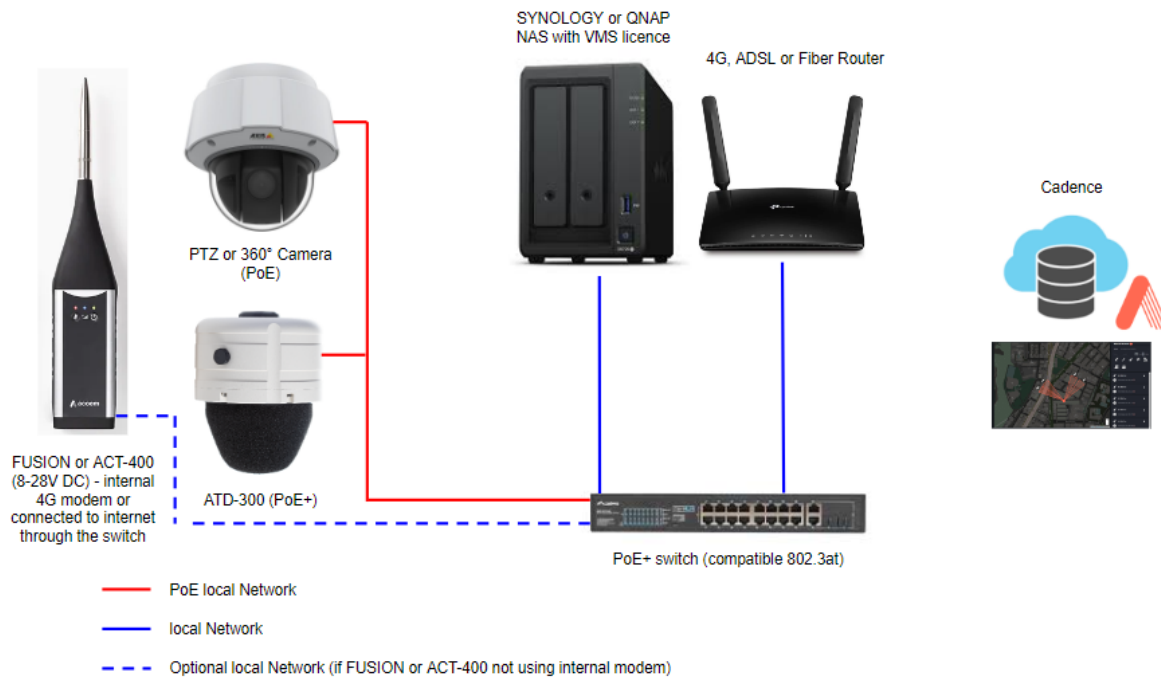 SYNOLOGY or QNAP
NAS with VMS licence
4G, ADSL or Fiber Router
Cadence
AXIS
PTZ or 360° Camera
(PoE)
acoem
FUSION or ACT-400
(8-28V DC) - internal
4G modem or
connected to internet
through the switch
ATD-300 (PoE+)
PoE+ switch (compatible 802.3at)
PoE local Network
local Network
Optional local Network (if FUSION or ACT-400 not using internal modem)